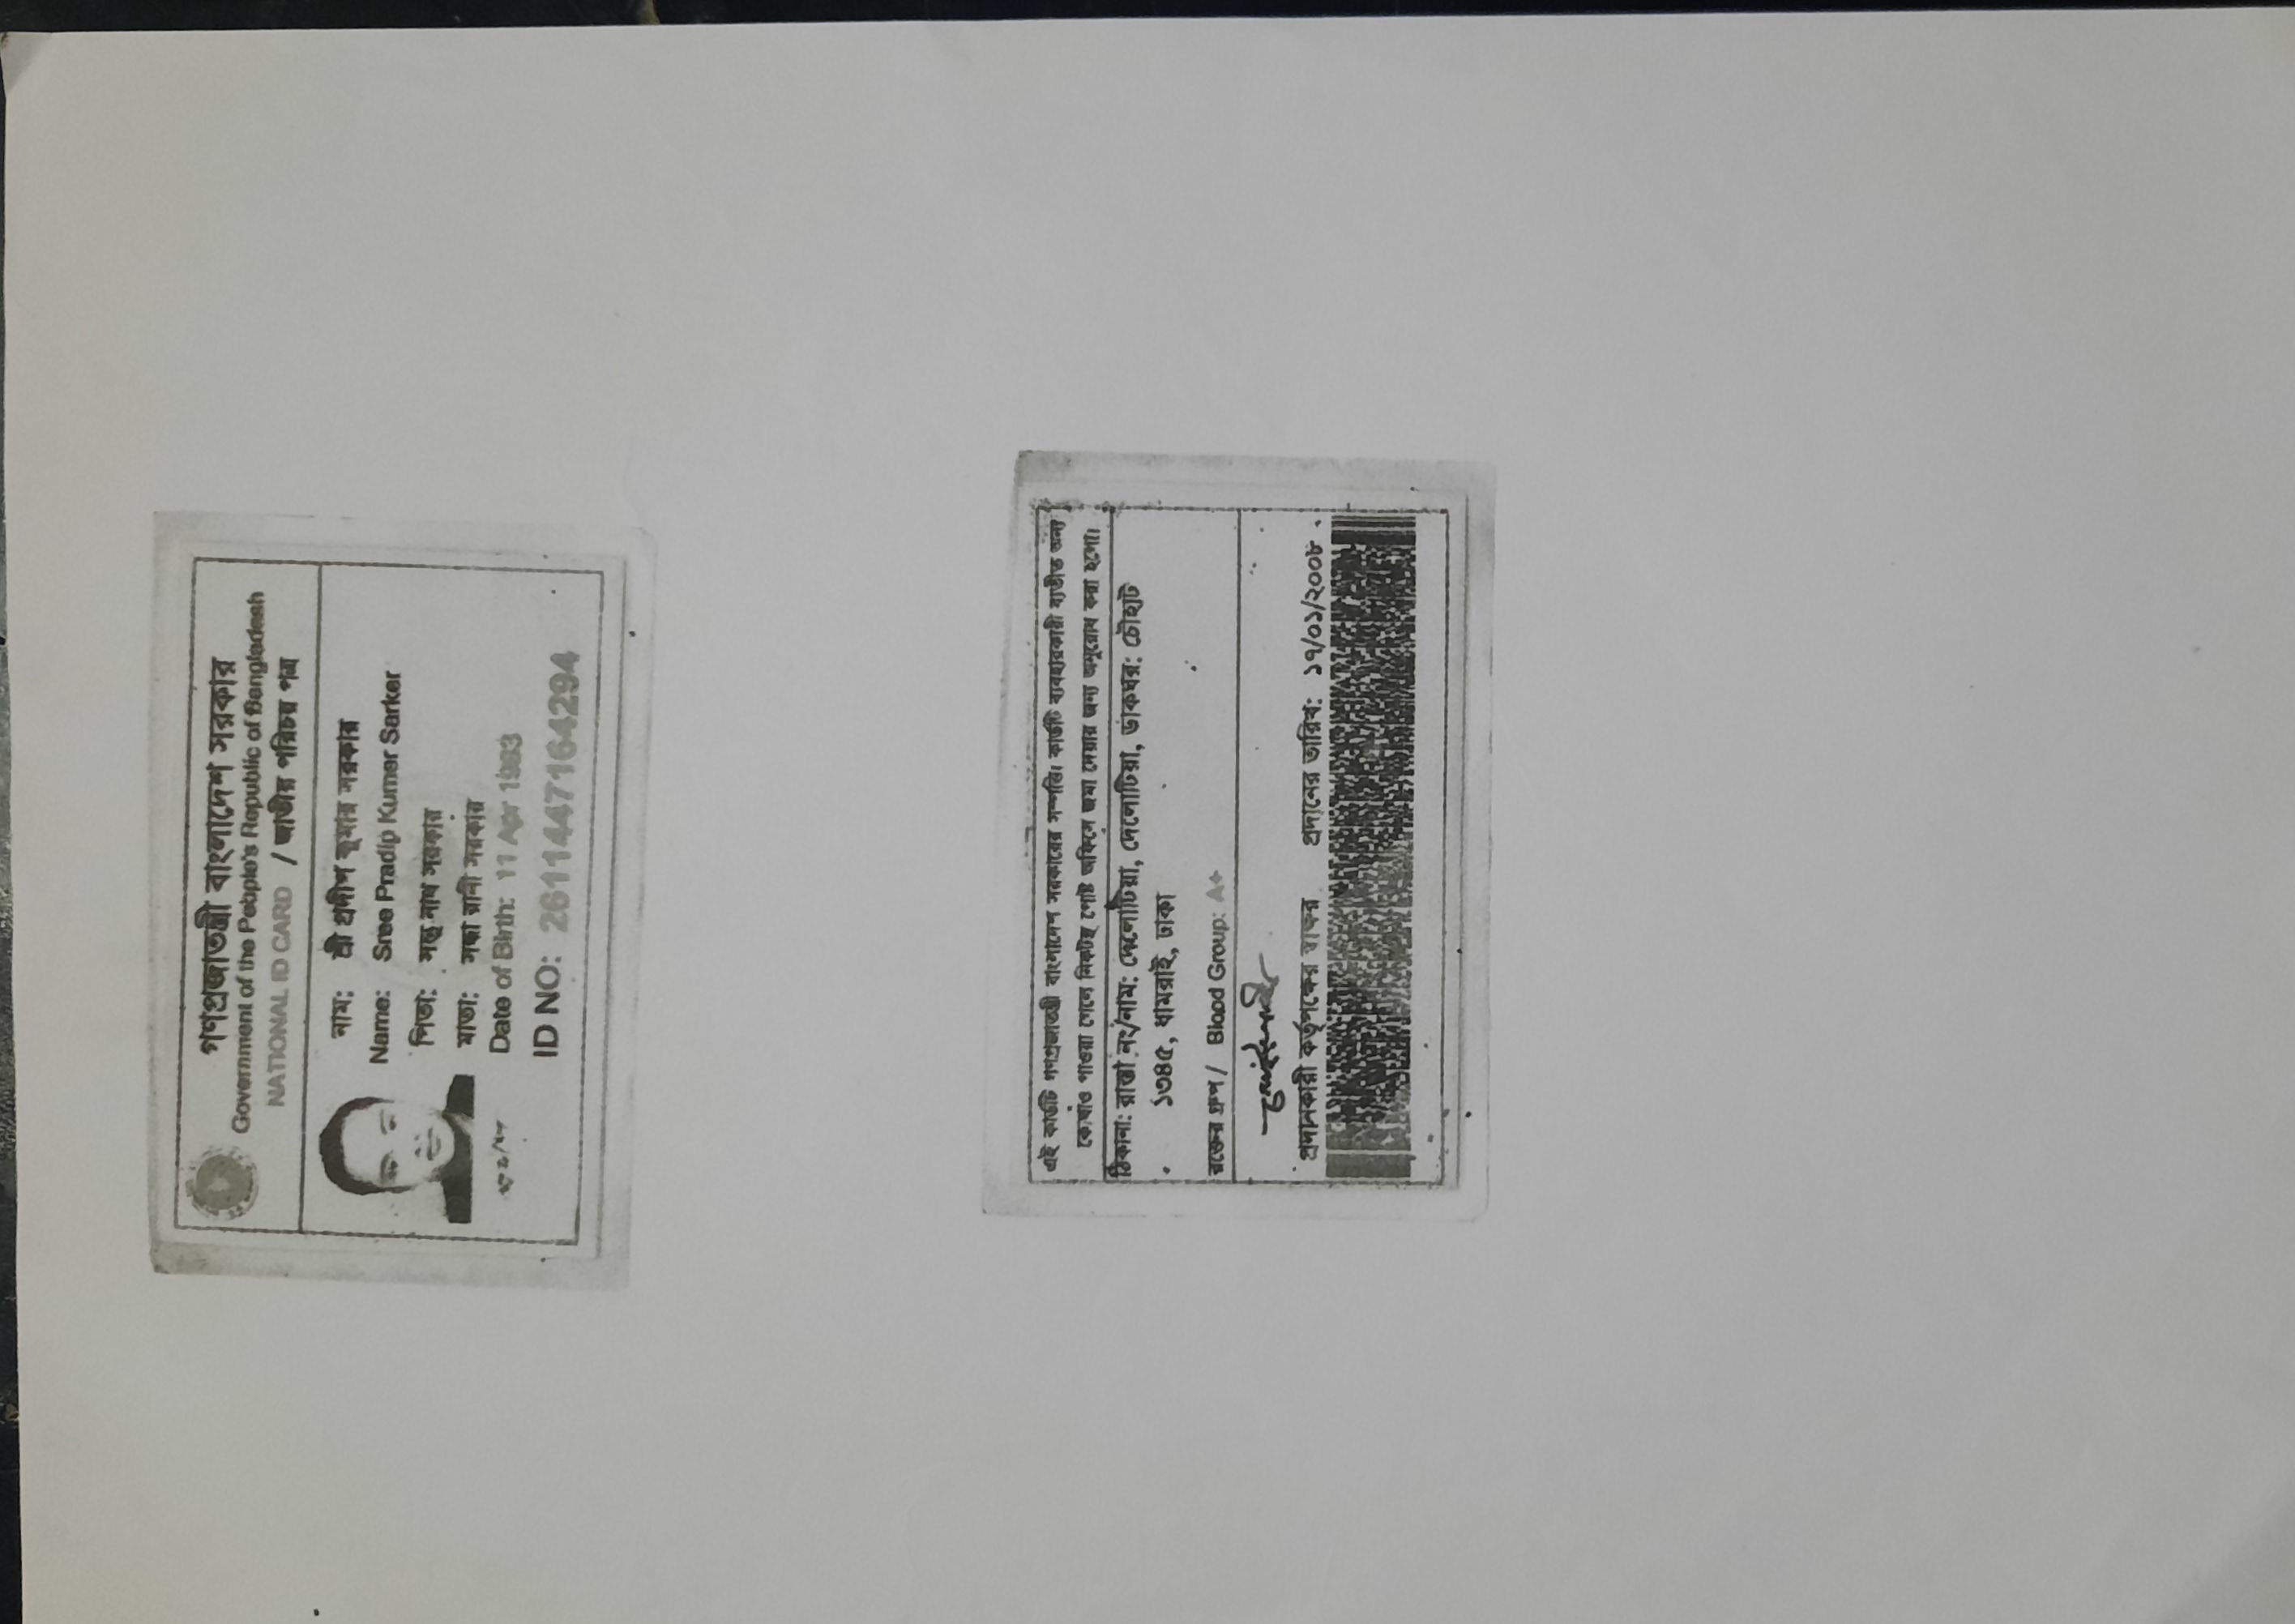 গণপ্রজাতন্ত্রী বাংলাদেশ সরকার
Government of the People's Republic of Bangladesh
NATIONAL ID CARD / জাতীয় পরিচয় পত্র
নাম: শ্রী প্রদীপ কুমার সরকার
Name: Sree Pradip Kumer Sarker
পিতা: নাথ সরকার
মাতা: সন্ধা রানী সরকার
Date of Birth: 11 Apr 1983
ID NO: 2611447164294
এই কার্ডটি গণপ্রজাতন্ত্রী বাংলাদেশ সরকারের সম্পত্তি। কার্ডটি ব্যবহারকারী ব্যতীত অন্য
কোথাও পাওয়া গেলে নিকটস্থ পোষ্ট অফিসে জমা দেয়ার জন্য অনুরোধ করা হলো।
ঠিকানা: রাস্তা নং/নাম: দেলোটিয়া, দেলোটিয়া, ডাকঘর: চৌহাট
১৩৪৫, ধামরাই, ঢাকা
রক্তের গ্রুপ / Blood Group: A+
প্রদানকারী কর্তৃপক্ষের স্বাক্ষর প্রদানের তারিখ: ১৭/০১/২০০৮